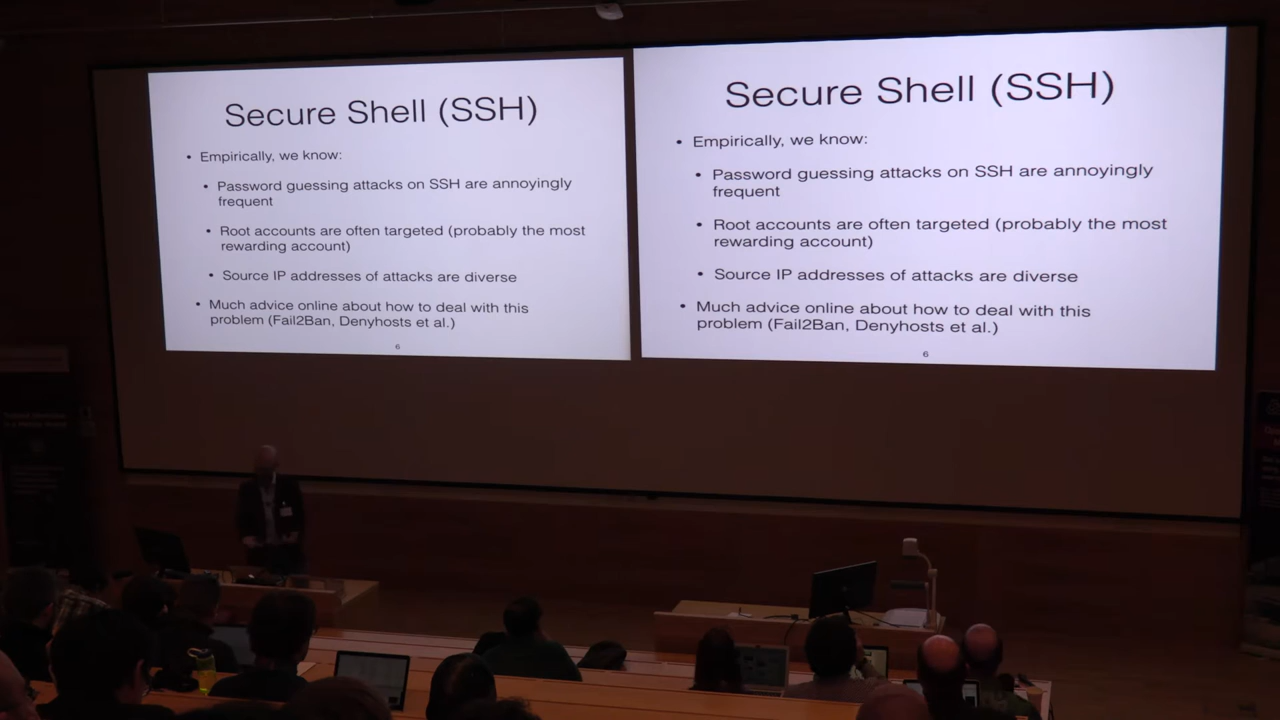 Secure Shell (SSH)
• Empirically, we know:
• Password guessing attacks on SSH are annoyingly
frequent
• Root accounts are often targeted (probably the most
rewarding account)
• Source IP addresses of attacks are diverse
• Much advice online about how to deal with this
problem (Fail2Ban, Denyhosts et al.)
6
Secure Shell (SSH)
• Empirically, we know:
• Password guessing attacks on SSH are annoyingly
frequent
• Root accounts are often targeted (probably the most
rewarding account)
• Source IP addresses of attacks are diverse
• Much advice online about how to deal with this
problem (Fail2Ban, Denyhosts et al.)
6